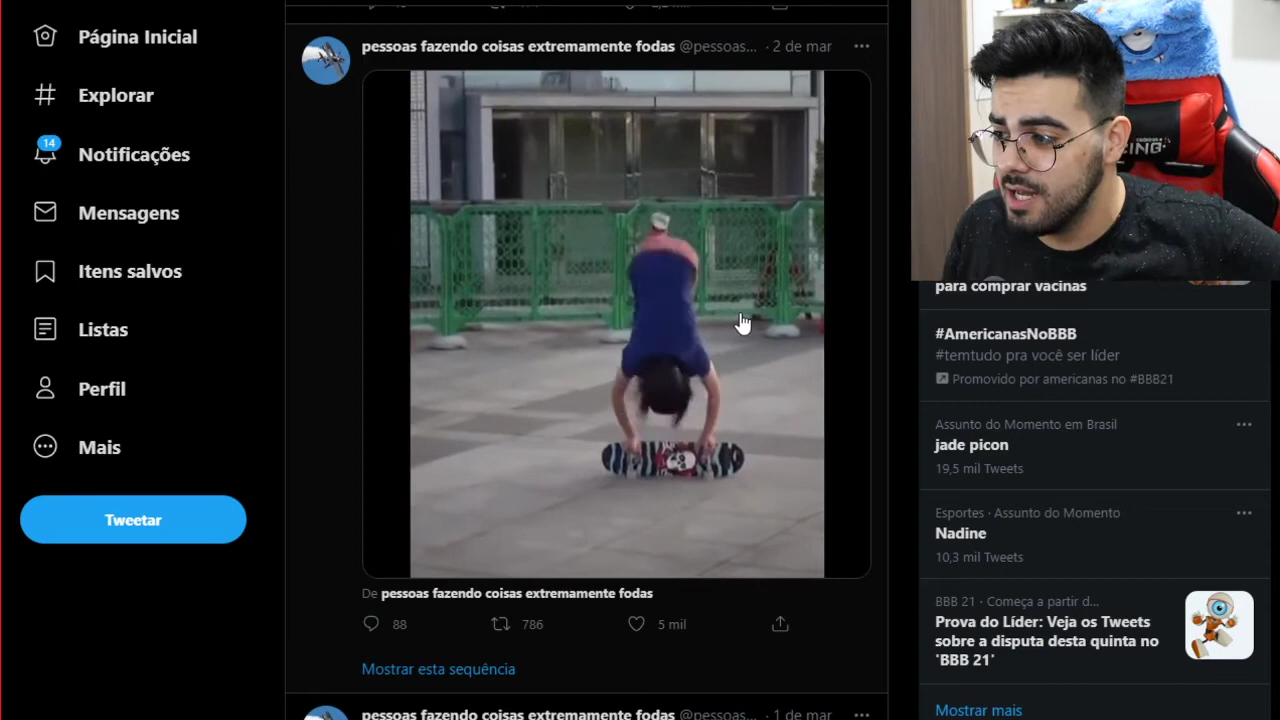 Página Inicial
Explorar
14
Notificações
Mensagens
Itens salvos
Listas
Perfil
Mais
Tweetar
pessoas fazendo coisas extremamente fodas @pessoas... · 2 de mar
De pessoas fazendo coisas extremamente fodas
88
786
5 mil
Mostrar esta sequência
pessoas fazendo coisas extremamente fodas @pessoas... · 1 de mar
para comprar vacinas
#AmericanasNoBBB
#temtudo pra você ser líder
Promovido por americanas no #BBB21
Assunto do Momento em Brasil
jade picon
19,5 mil Tweets
Esportes · Assunto do Momento
Nadine
10,3 mil Tweets
BBB 21 · Começa a partir d...
Prova do Líder: Veja os Tweets
sobre a disputa desta quinta no
'BBB 21'
Mostrar mais